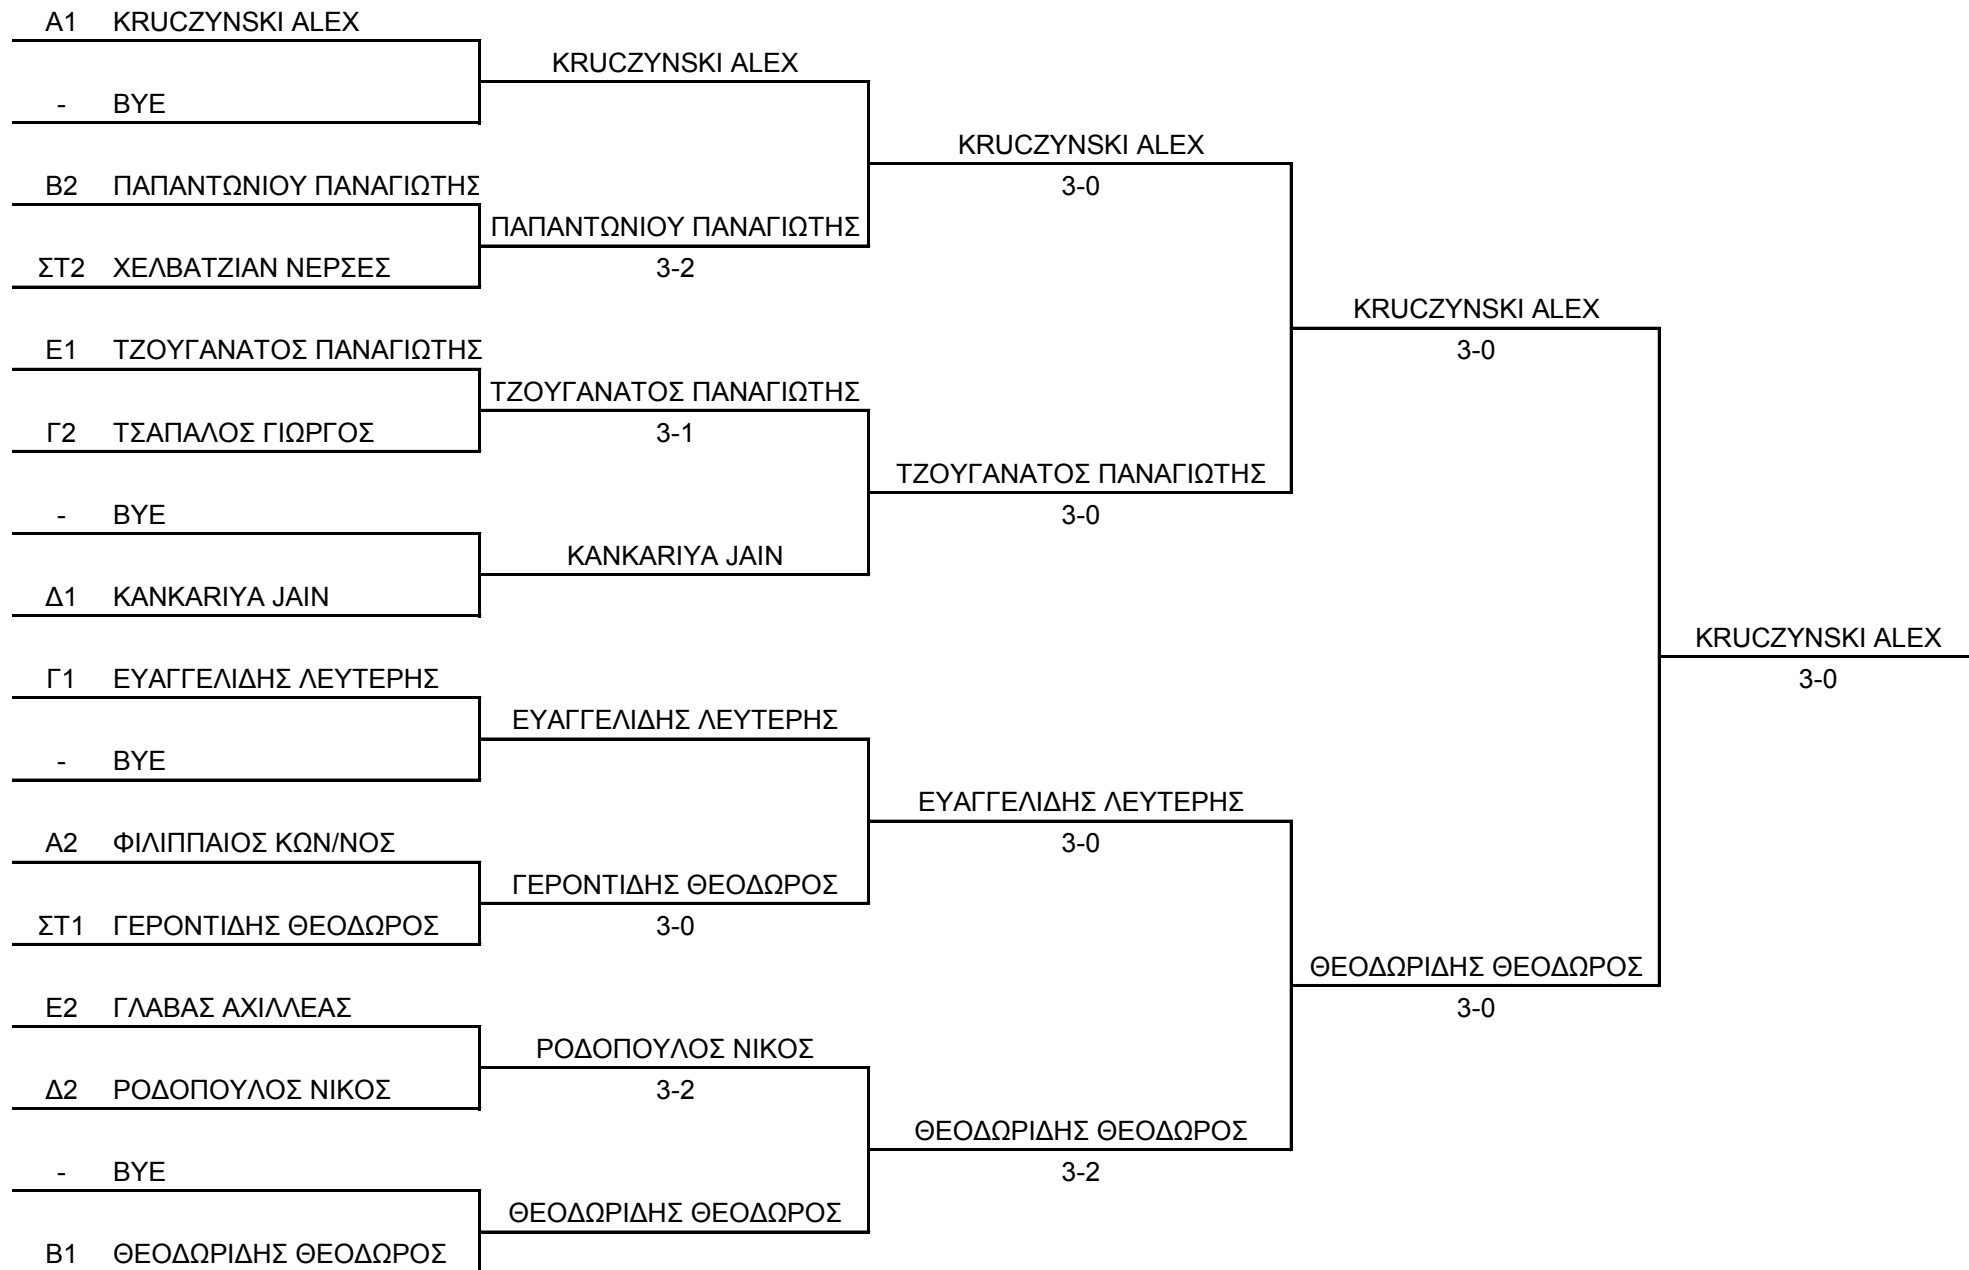 Α1 KRUCZYNSKI ALEX
- BYE
Β2 ΠΑΠΑΝΤΩΝΙΟΥ ΠΑΝΑΓΙΩΤΗΣ
ΣΤ2 ΧΕΛΒΑΤΖΙΑΝ ΝΕΡΣΕΣ
Ε1 ΤΖΟΥΓΑΝΑΤΟΣ ΠΑΝΑΓΙΩΤΗΣ
Γ2 ΤΣΑΠΑΛΟΣ ΓΙΩΡΓΟΣ
- BYE
Δ1 KANKARIYA JAIN
Γ1 ΕΥΑΓΓΕΛΙΔΗΣ ΛΕΥΤΕΡΗΣ
- BYE
Α2 ΦΙΛΙΠΠΑΙΟΣ ΚΩΝ/ΝΟΣ
ΣΤ1 ΓΕΡΟΝΤΙΔΗΣ ΘΕΟΔΩΡΟΣ
Ε2 ΓΛΑΒΑΣ ΑΧΙΛΛΕΑΣ
Δ2 ΡΟΔΟΠΟΥΛΟΣ ΝΙΚΟΣ
- BYE
Β1 ΘΕΟΔΩΡΙΔΗΣ ΘΕΟΔΩΡΟΣ
KRUCZYNSKI ALEX
ΠΑΠΑΝΤΩΝΙΟΥ ΠΑΝΑΓΙΩΤΗΣ
3-2
ΤΖΟΥΓΑΝΑΤΟΣ ΠΑΝΑΓΙΩΤΗΣ
3-1
KANKARIYA JAIN
ΕΥΑΓΓΕΛΙΔΗΣ ΛΕΥΤΕΡΗΣ
ΓΕΡΟΝΤΙΔΗΣ ΘΕΟΔΩΡΟΣ
3-0
ΡΟΔΟΠΟΥΛΟΣ ΝΙΚΟΣ
3-2
ΘΕΟΔΩΡΙΔΗΣ ΘΕΟΔΩΡΟΣ
KRUCZYNSKI ALEX
3-0
ΤΖΟΥΓΑΝΑΤΟΣ ΠΑΝΑΓΙΩΤΗΣ
3-0
ΕΥΑΓΓΕΛΙΔΗΣ ΛΕΥΤΕΡΗΣ
3-0
ΘΕΟΔΩΡΙΔΗΣ ΘΕΟΔΩΡΟΣ
3-2
KRUCZYNSKI ALEX
3-0
ΘΕΟΔΩΡΙΔΗΣ ΘΕΟΔΩΡΟΣ
3-0
KRUCZYNSKI ALEX
3-0